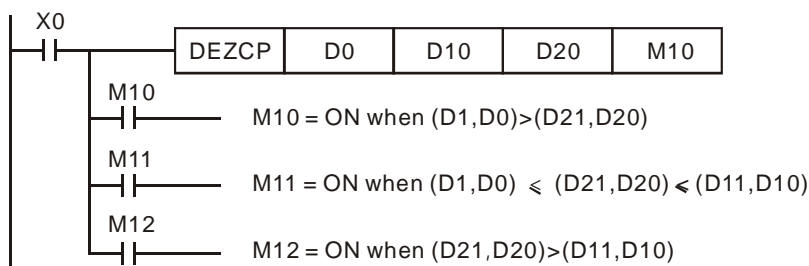 X0
DEZCP D0 D10 D20 M10
M10
M10 = ON when (D1,D0)>(D21,D20)
M11
M11 = ON when (D1,D0) ⩽ (D21,D20) ⩽ (D11,D10)
M12
M12 = ON when (D21,D20)>(D11,D10)